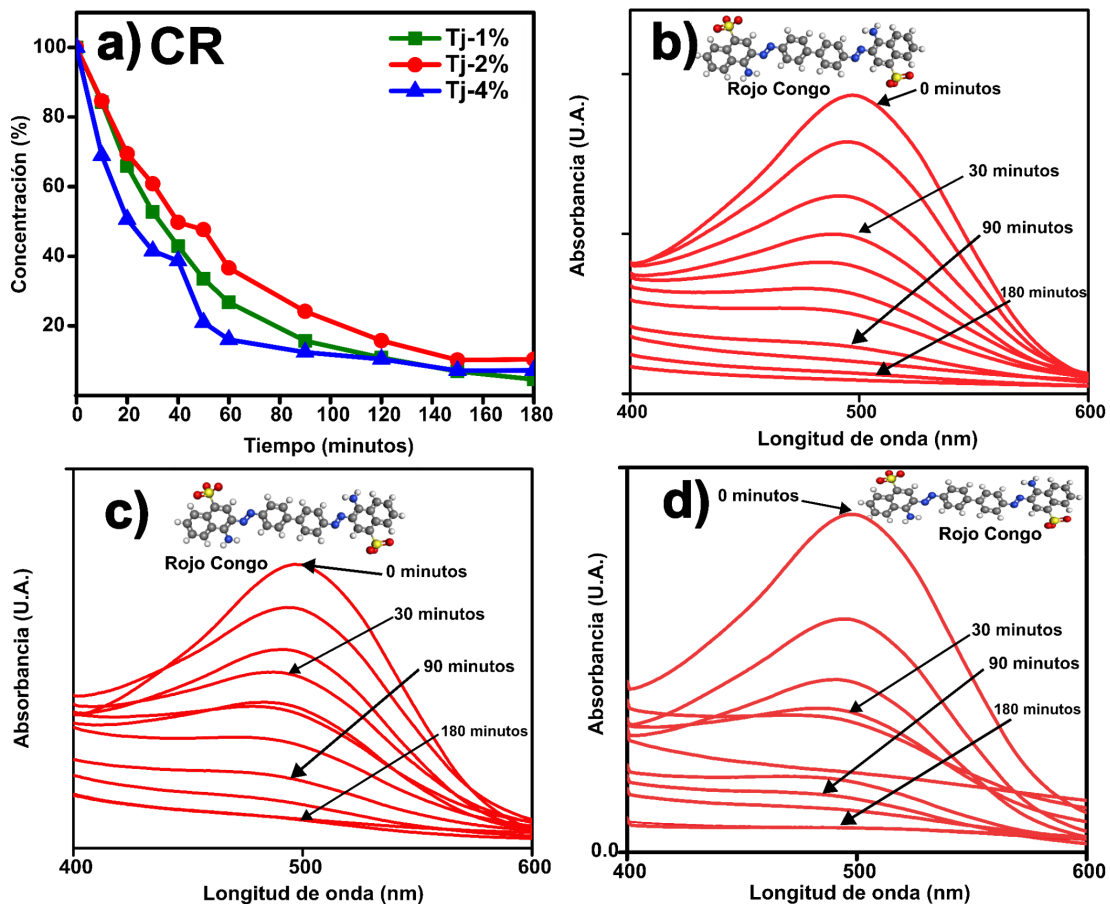 a) CR
Tj-1%
Tj-2%
Tj-4%
Concentración (%)
100
80
60
40
20
0 20 40 60 80 100 120 140 160 180
Tiempo (minutos)
b)
Rojo Congo
0 minutos
30 minutos
90 minutos
180 minutos
Absorbancia (U.A.)
400 500 600
Longitud de onda (nm)
c)
Rojo Congo
0 minutos
30 minutos
90 minutos
180 minutos
Absorbancia (U.A.)
400 500 600
Longitud de onda (nm)
d)
0 minutos
Rojo Congo
30 minutos
90 minutos
180 minutos
Absorbancia (U.A.)
0.0
400 500 600
Longitud de onda (nm)